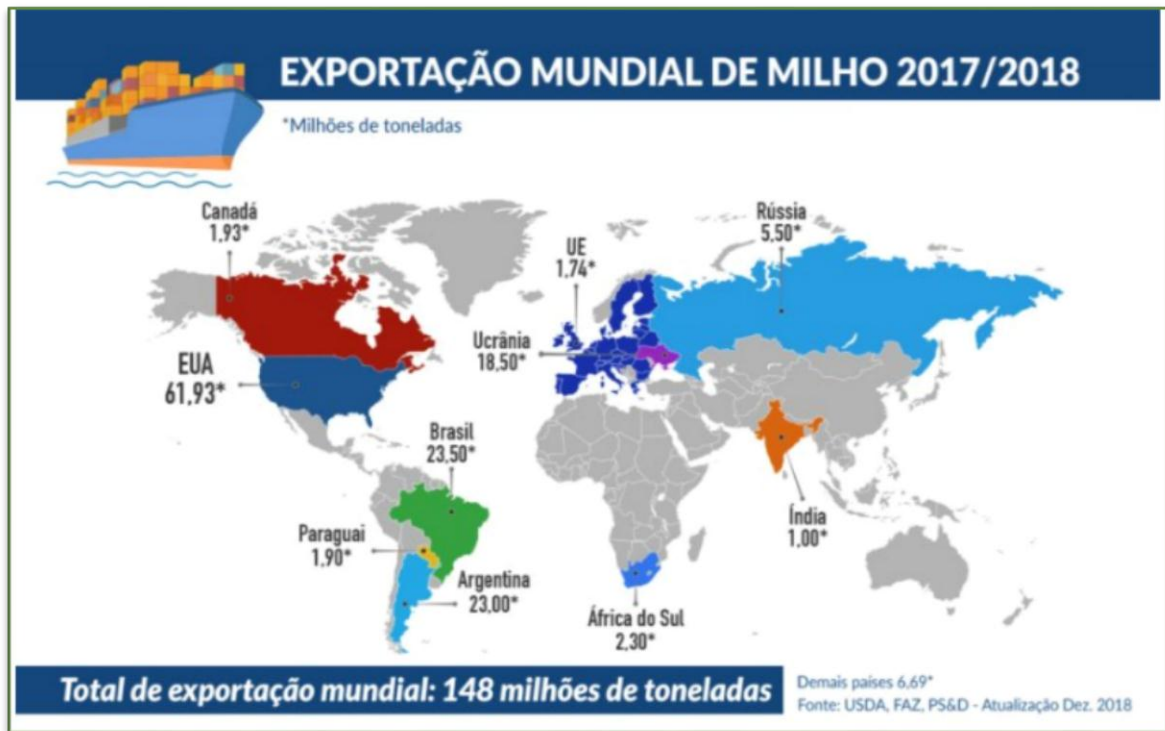 EXPORTAÇÃO MUNDIAL DE MILHO 2017/2018
*Milhões de toneladas
Canadá
1,93*
Rússia
5,50*
UE
1,74*
Ucrânia
18,50*
EUA
61,93*
Brasil
23,50*
Paraguai
1,90*
Índia
1,00*
Argentina
23,00*
África do Sul
2,30*
Total de exportação mundial: 148 milhões de toneladas
Demais países 6,69*
Fonte: USDA, FAZ, PS&D - Atualização Dez. 2018